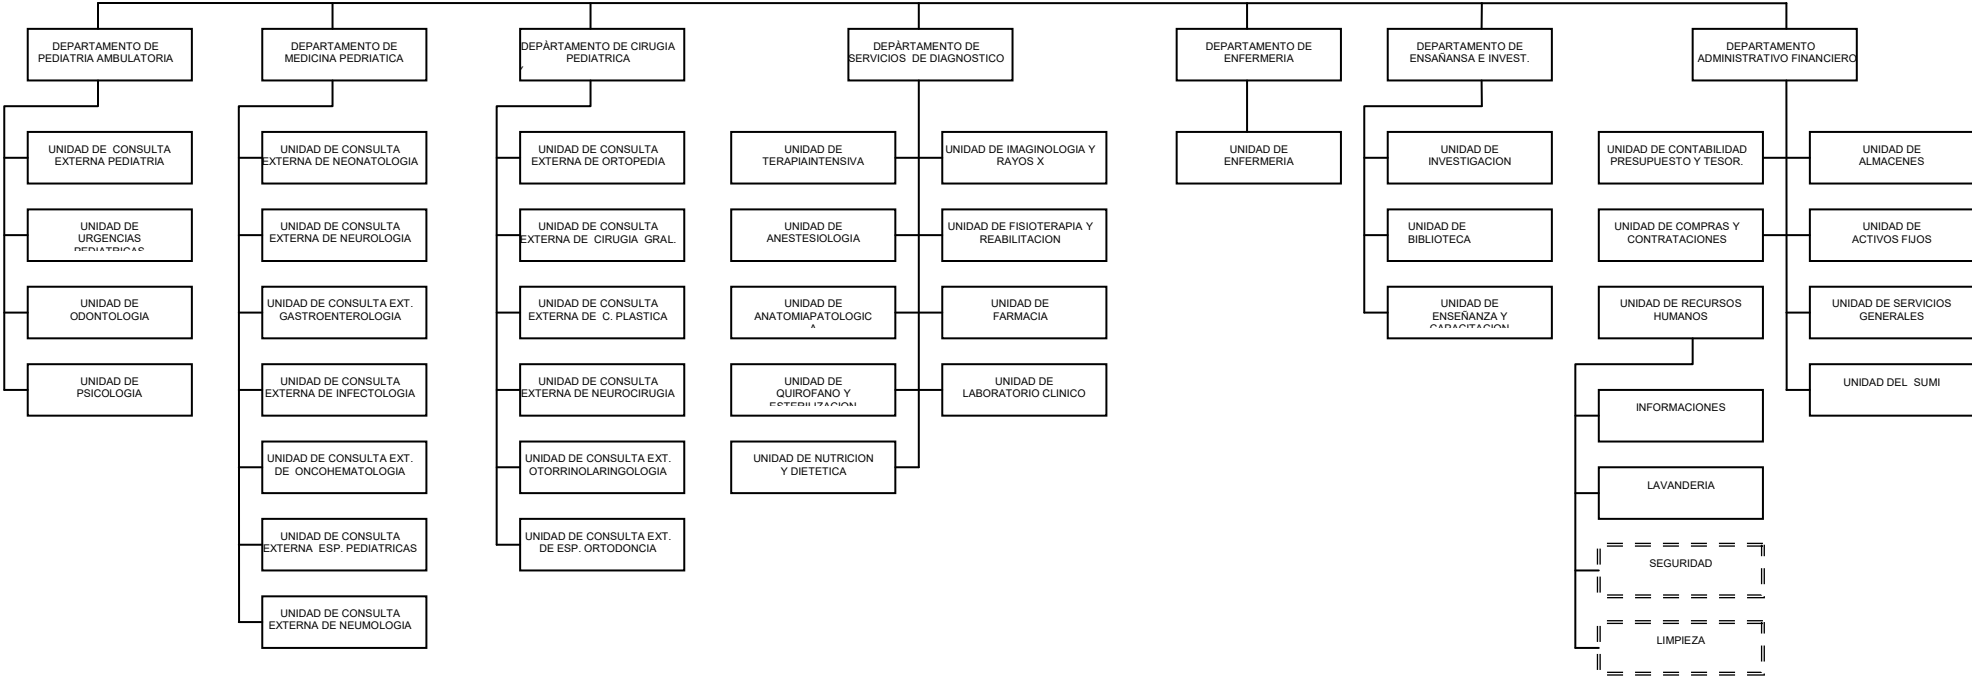 DEPARTAMENTO DE
PEDIATRIA AMBULATORIA
DEPARTAMENTO DE
MEDICINA PEDRIATICA
DEPÀRTAMENTO DE CIRUGIA
PEDIATRICA
DEPÀRTAMENTO DE
SERVICIOS DE DIAGNOSTICO
DEPARTAMENTO DE
ENFERMERIA
DEPARTAMENTO DE
ENSAÑANSA E INVEST.
DEPARTAMENTO
ADMINISTRATIVO FINANCIERO
UNIDAD DE CONSULTA
EXTERNA PEDIATRIA
UNIDAD DE
URGENCIAS
PEDIATRICAS
UNIDAD DE
ODONTOLOGIA
UNIDAD DE
PSICOLOGIA
UNIDAD DE CONSULTA
EXTERNA DE NEONATOLOGIA
UNIDAD DE CONSULTA
EXTERNA DE NEUROLOGIA
UNIDAD DE CONSULTA EXT.
GASTROENTEROLOGIA
UNIDAD DE CONSULTA
EXTERNA DE INFECTOLOGIA
UNIDAD DE CONSULTA EXT.
DE ONCOHEMATOLOGIA
UNIDAD DE CONSULTA
EXTERNA ESP. PEDIATRICAS
UNIDAD DE CONSULTA
EXTERNA DE NEUMOLOGIA
UNIDAD DE CONSULTA
EXTERNA DE ORTOPEDIA
UNIDAD DE CONSULTA
EXTERNA DE CIRUGIA GRAL.
UNIDAD DE CONSULTA
EXTERNA DE C. PLASTICA
UNIDAD DE CONSULTA
EXTERNA DE NEUROCIRUGIA
UNIDAD DE CONSULTA EXT.
OTORRINOLARINGOLOGIA
UNIDAD DE CONSULTA EXT.
DE ESP. ORTODONCIA
UNIDAD DE
TERAPIAINTENSIVA
UNIDAD DE
ANESTESIOLOGIA
UNIDAD DE
ANATOMIAPATOLOGIC
A
UNIDAD DE
QUIROFANO Y
ESTERILIZACION
UNIDAD DE NUTRICION
Y DIETETICA
UNIDAD DE IMAGINOLOGIA Y
RAYOS X
UNIDAD DE FISIOTERAPIA Y
REABILITACION
UNIDAD DE
FARMACIA
UNIDAD DE
LABORATORIO CLINICO
UNIDAD DE
ENFERMERIA
UNIDAD DE
INVESTIGACION
UNIDAD DE
BIBLIOTECA
UNIDAD DE
ENSEÑANZA Y
CAPACITACION
UNIDAD DE CONTABILIDAD
PRESUPUESTO Y TESOR.
UNIDAD DE COMPRAS Y
CONTRATACIONES
UNIDAD DE RECURSOS
HUMANOS
INFORMACIONES
LAVANDERIA
SEGURIDAD
LIMPIEZA
UNIDAD DE
ALMACENES
UNIDAD DE
ACTIVOS FIJOS
UNIDAD DE SERVICIOS
GENERALES
UNIDAD DEL SUMI